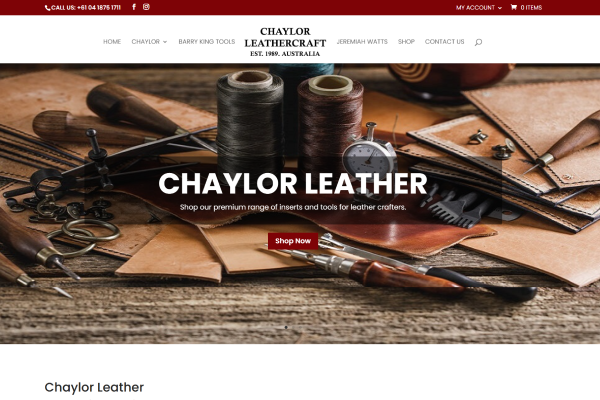 CALL US: +61 04 1876 1711
MY ACCOUNT
0 ITEMS
HOME
CHAYLOR
BARRY KING TOOLS
CHAYLOR
LEATHERCRAFT
EST. 1989. AUSTRALIA
JEREMIAH WATTS
SHOP
CONTACT US
CHAYLOR LEATHER
Shop our premium range of inserts and tools for leather crafters.
Shop Now
Chaylor Leather